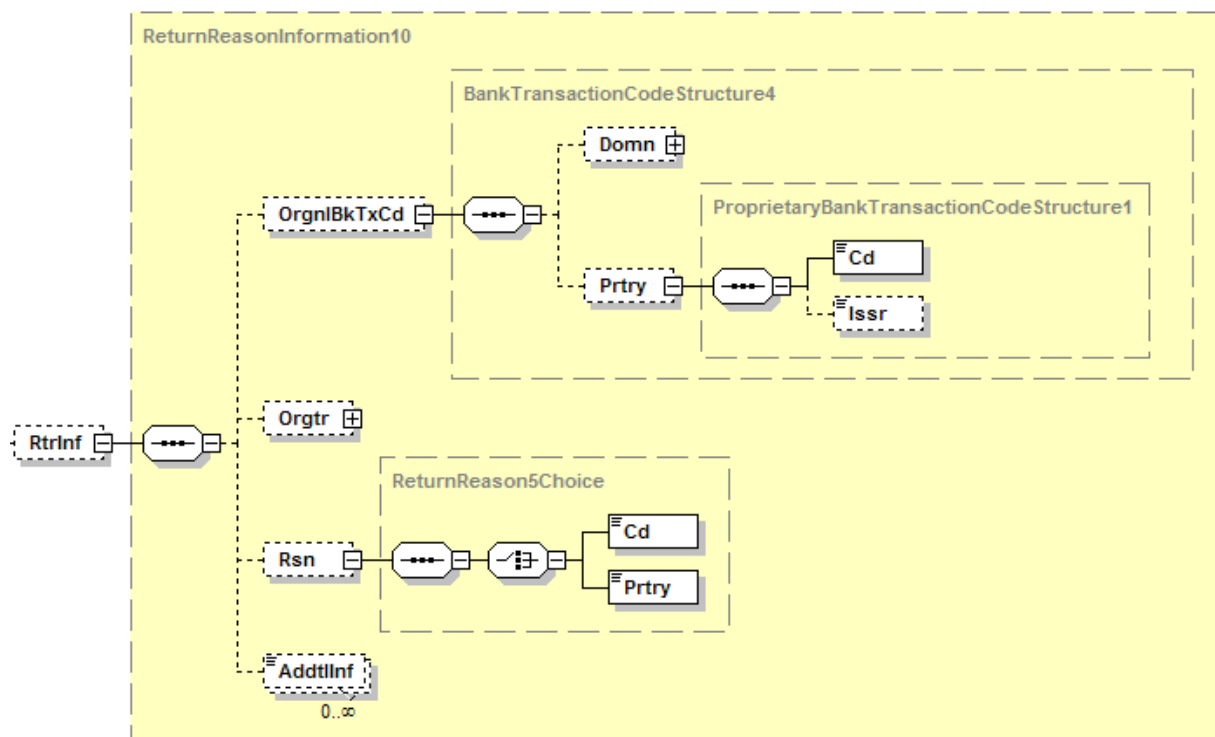 ReturnReasonInformation10
BankTransactionCodeStructure4
Domn
OrgnlBkTxCd
ProprietaryBankTransactionCodeStructure1
Cd
Prtry
Issr
Orgtr
RtrInf
ReturnReason5Choice
Cd
Rsn
Prtry
AddtlInf
0..∞